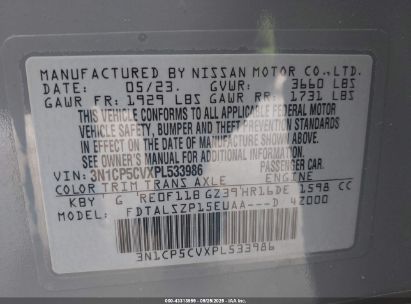 MANUFACTURED BY NISSAN MOTOR CO., LTD.
DATE: 05/23. GVWR: 3660 LBS
GAWR FR: 1929 LBS GAWR RR: 1731 LBS
THIS VEHICLE CONFORMS TO ALL APPLICABLE FEDERAL MOTOR
VEHICLE SAFETY, BUMPER AND THEFT PREVENTION STANDARDS
IN EFFECT ON THE DATE OF MANUFACTURE SHOWN ABOVE.
SEE OWNERS MANUAL FOR ADDITIONAL INFORMATION.
VIN: 3N1CP5CVXPL533986 PASSENGER CAR.
COLOR TRIM TRANS AXLE ENGINE
KBY G RE0F11B GZ39 HR16DE 1598 CC
MODEL: FDTALSZP15EUAA---D 4Z000
3N1CP5CVXPL533986